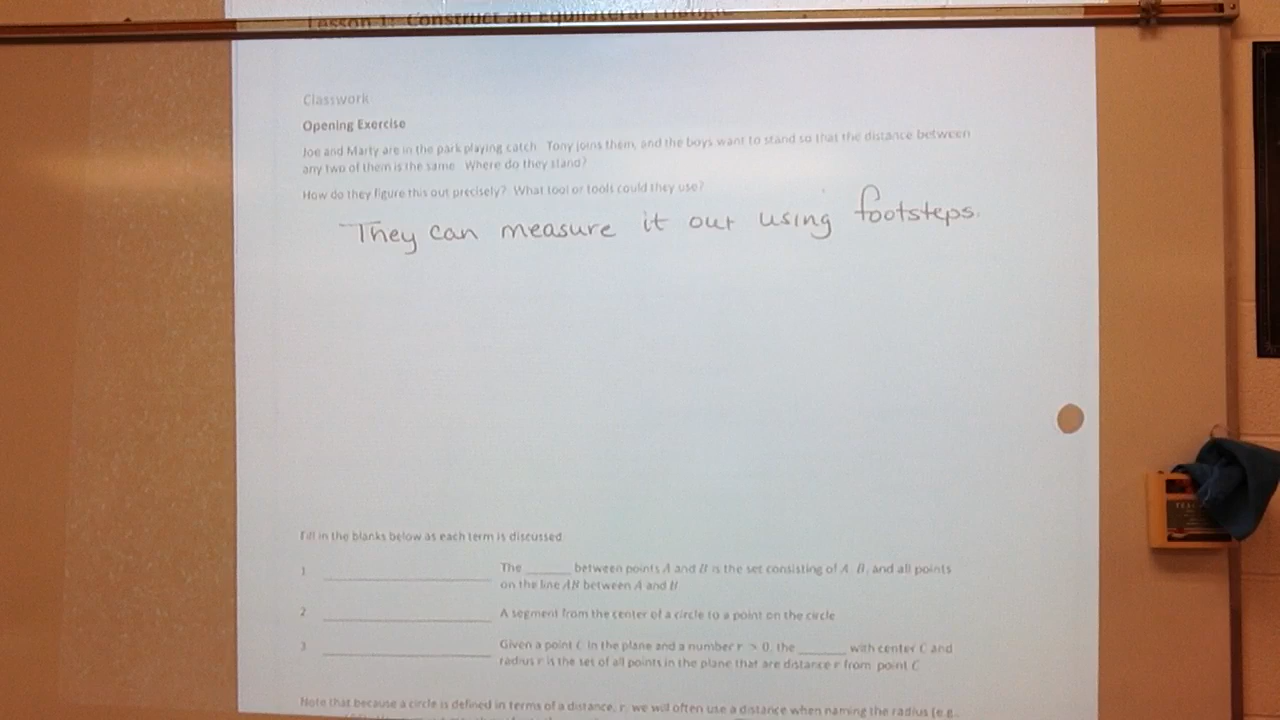 Lesson 1: Construct an Equilateral Triangle
Classwork
Opening Exercise
Joe and Marty are in the park playing catch. Tony joins them, and the boys want to stand so that the distance between
any two of them is the same. Where do they stand?
How do they figure this out precisely? What tool or tools could they use?
They can measure it out using footsteps.
Fill in the blanks below as each term is discussed
1 ________ The ______ between points A and B is the set consisting of A, B, and all points
on the line AB between A and B
2 ________ A segment from the center of a circle to a point on the circle
3 ________ Given a point C in the plane and a number r > 0, the ______ with center C and
radius r is the set of all points in the plane that are distance r from point C
Note that because a circle is defined in terms of a distance, r, we will often use a distance when naming the radius (e.g.,